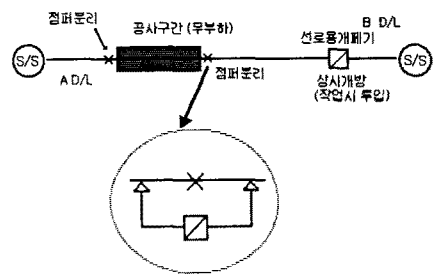 점퍼분리
공사구간 (무부하)
B D/L
선로용개폐기
S/S
A D/L
점퍼분리
상시개방
(작업시 투입)
S/S